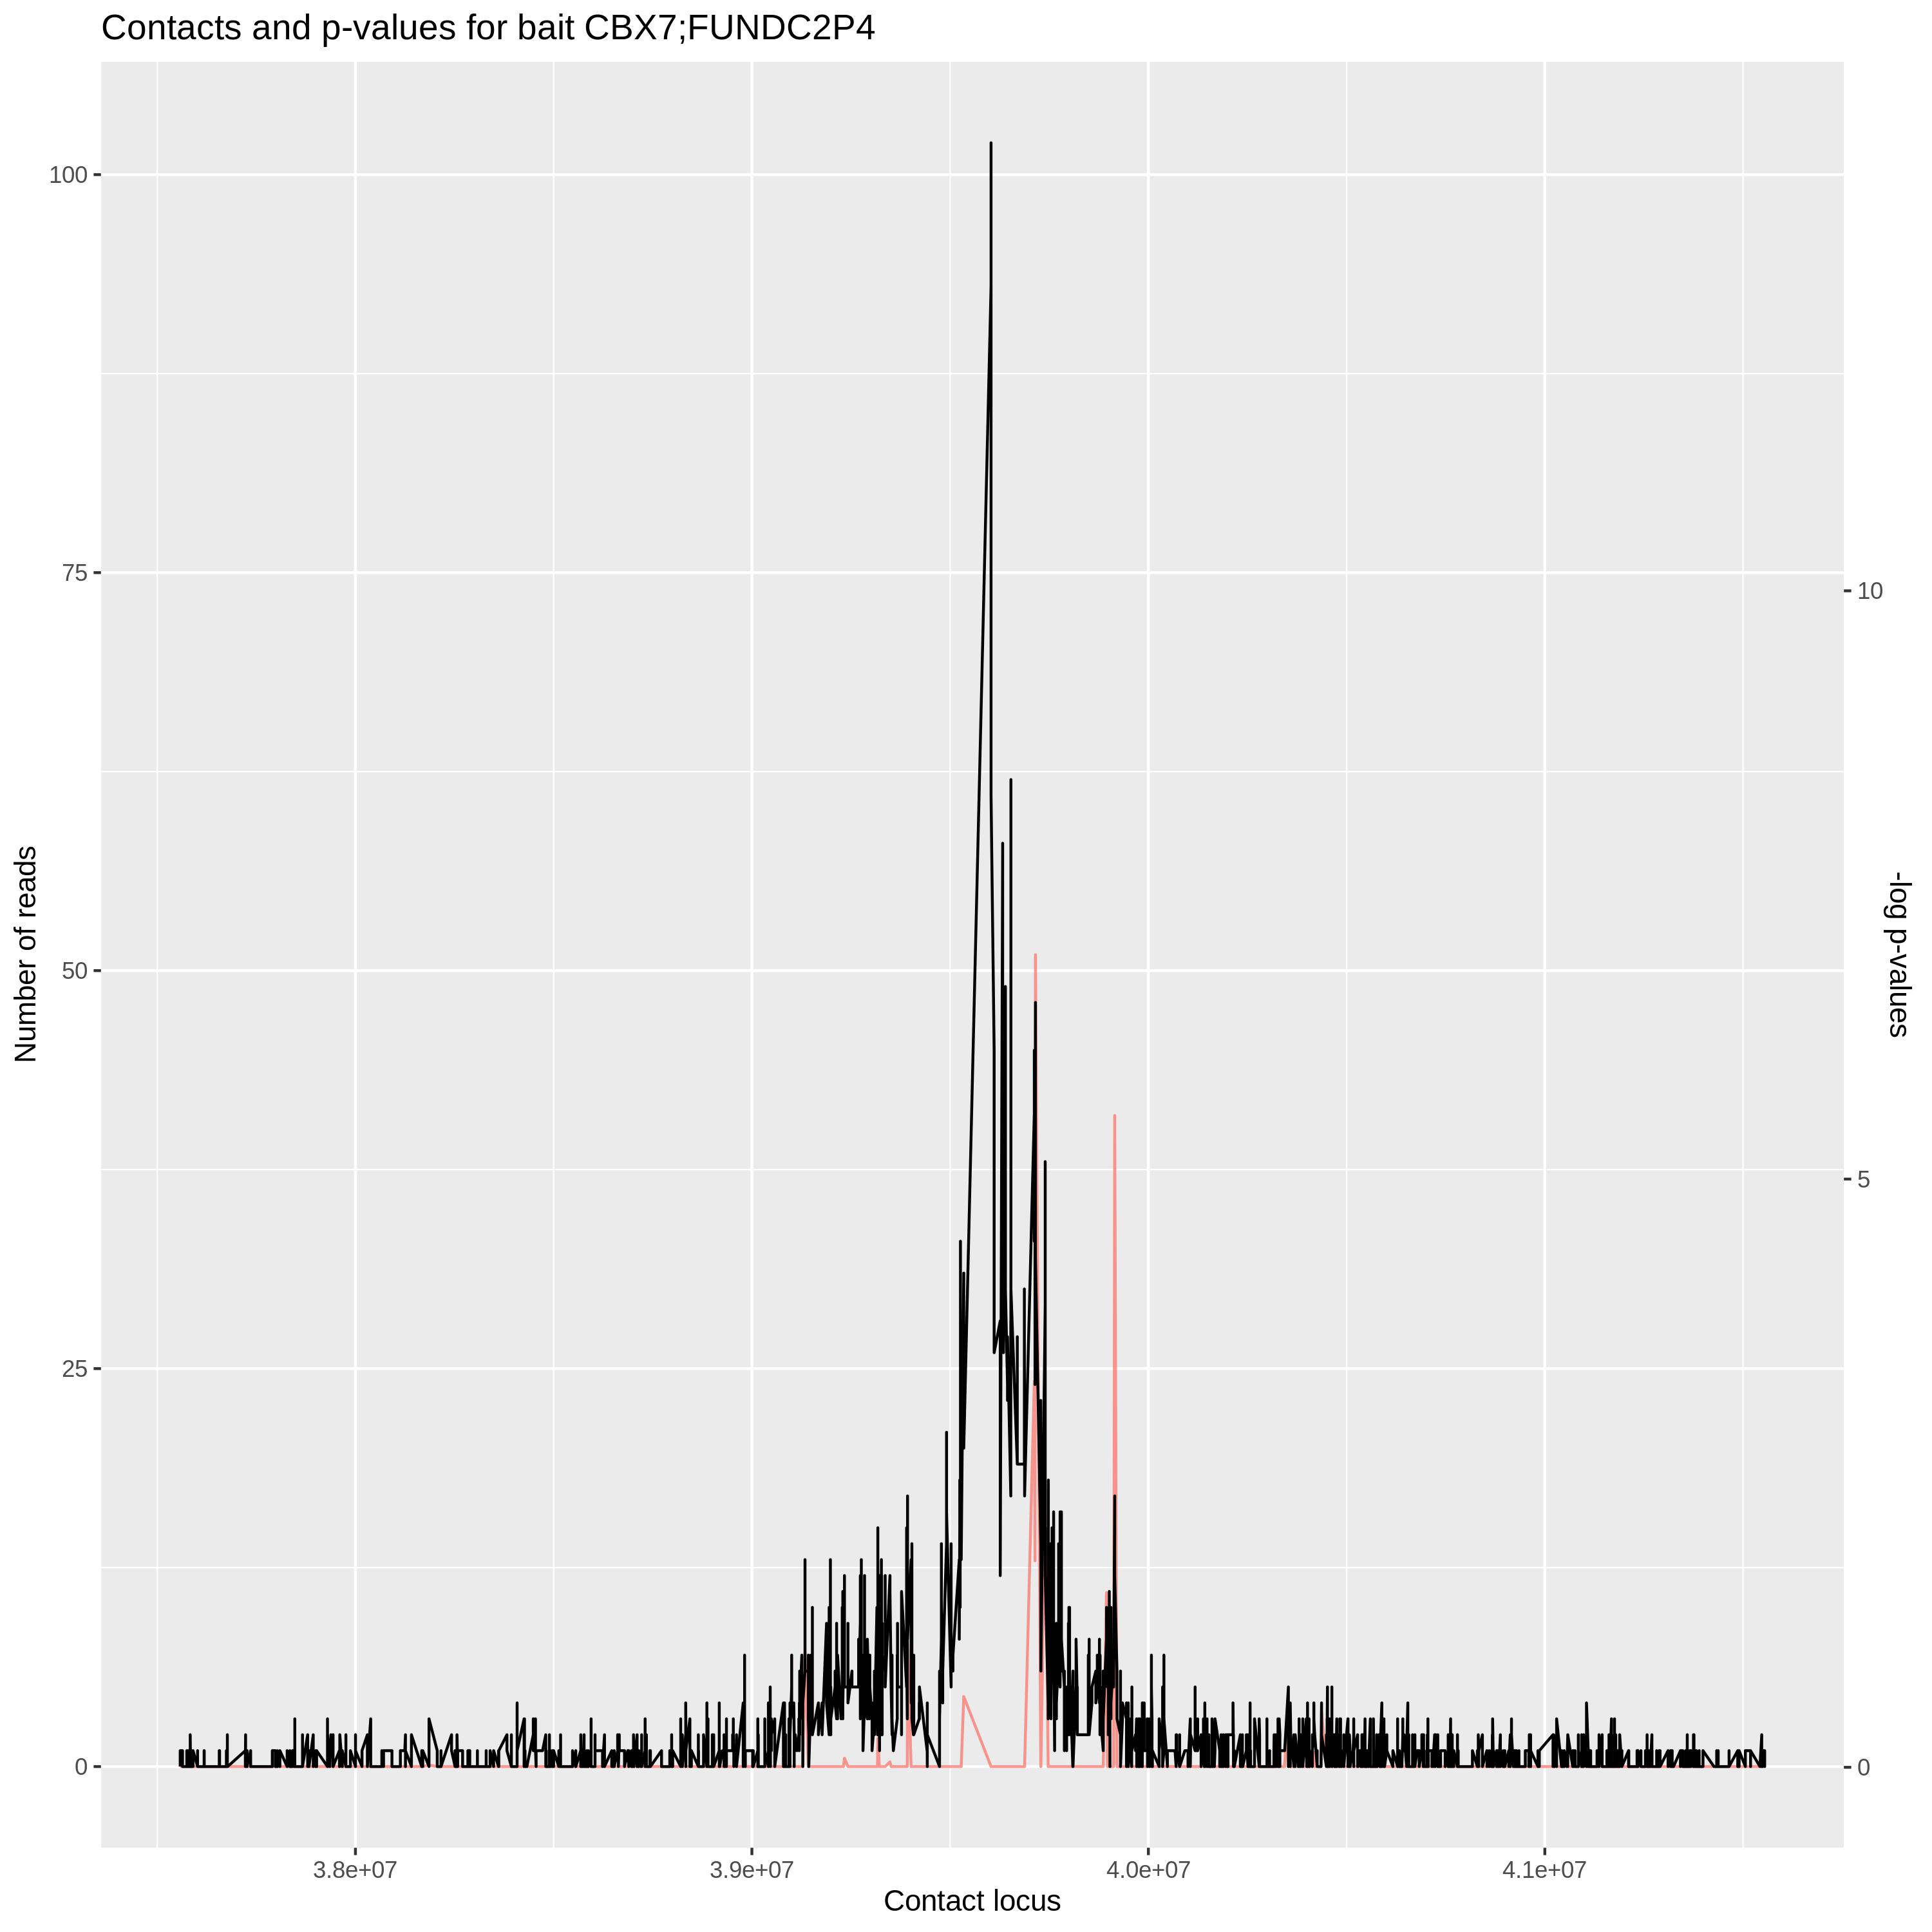 Contacts and p-values for bait CBX7;FUNDC2P4
100
75
50
25
0
Number of reads
10
5
0
-log p-values
3.8e+07
3.9e+07
4.0e+07
4.1e+07
Contact locus